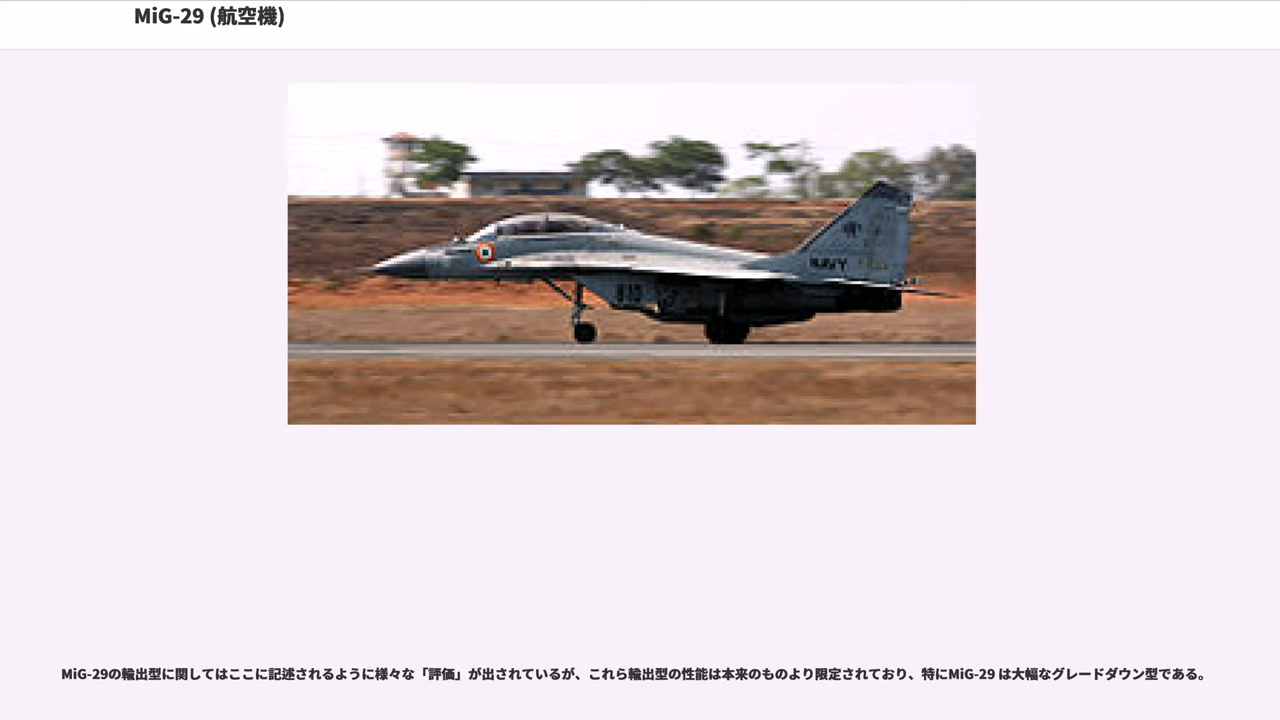 MiG-29 (航空機)
NAVY
MiG-29の輸出型に関してはここに記述されるように様々な「評価」が出されているが、これら輸出型の性能は本来のものより限定されており、特にMiG-29 は大幅なグレードダウン型である。